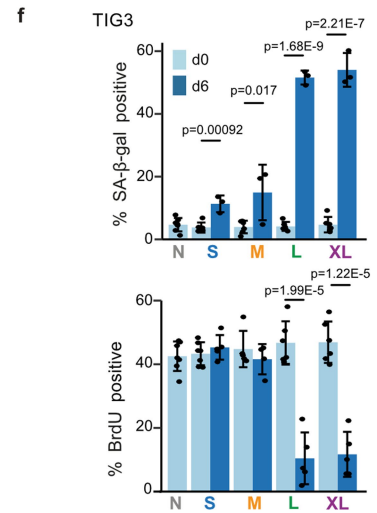 f
TIG3
p=2.21E-7
p=1.68E-9
p=0.017
p=0.00092
d0
d6
% SA-β-gal positive
60
40
20
0
N S M L XL
p=1.22E-5
p=1.99E-5
% BrdU positive
60
40
20
0
N S M L XL